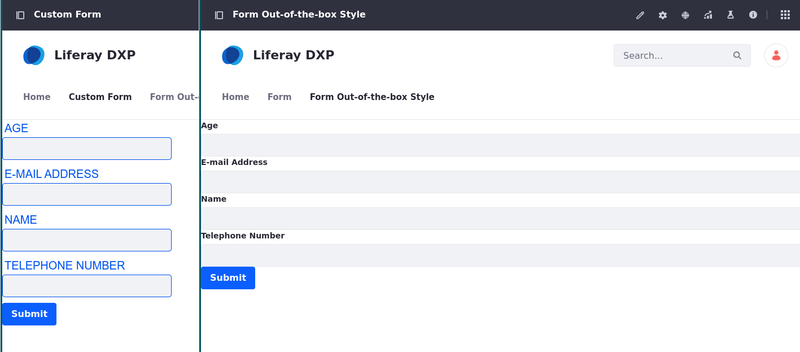 Custom Form
Liferay DXP
Home Custom Form Form Out-
AGE
E-MAIL ADDRESS
NAME
TELEPHONE NUMBER
Submit
Form Out-of-the-box Style
Liferay DXP
Search...
Home Form Form Out-of-the-box Style
Age
E-mail Address
Name
Telephone Number
Submit